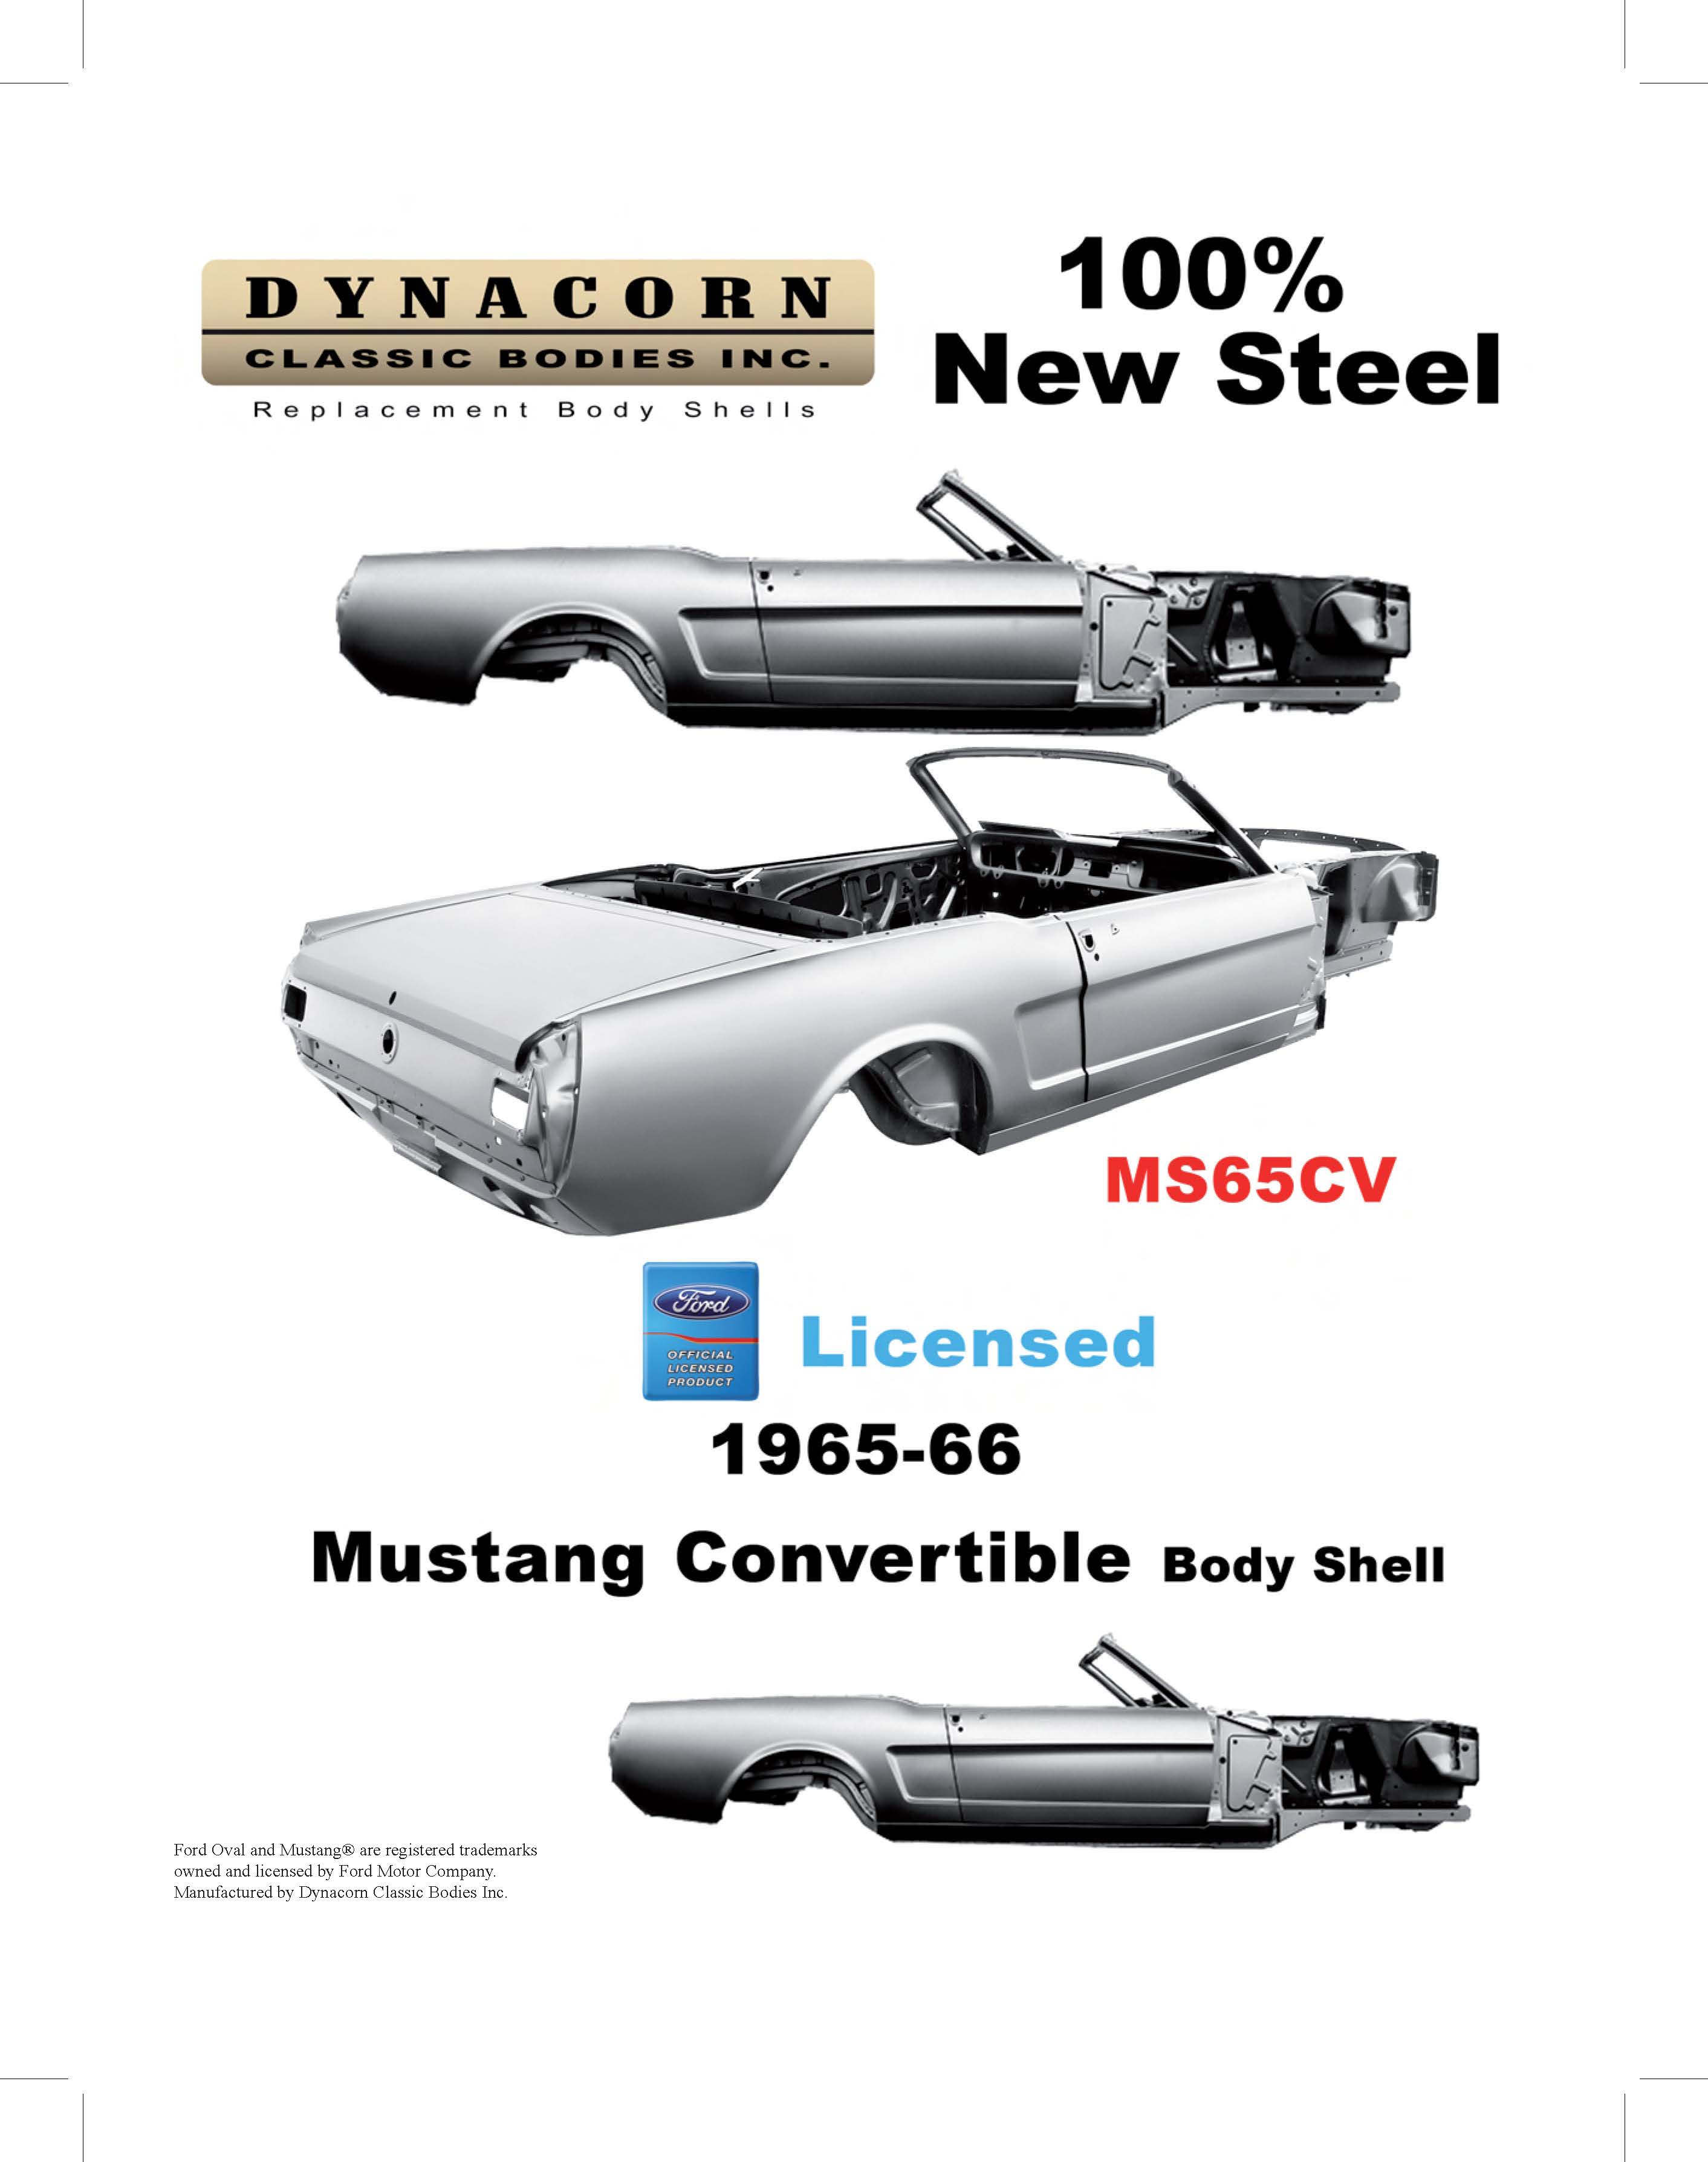 DYNACORN
CLASSIC BODIES INC.
Replacement Body Shells
100%
New Steel
MS65CV
Ford
OFFICIAL
LICENSED
PRODUCT
Licensed
1965-66
Mustang Convertible Body Shell
Ford Oval and Mustang® are registered trademarks
owned and licensed by Ford Motor Company.
Manufactured by Dynacorn Classic Bodies Inc.